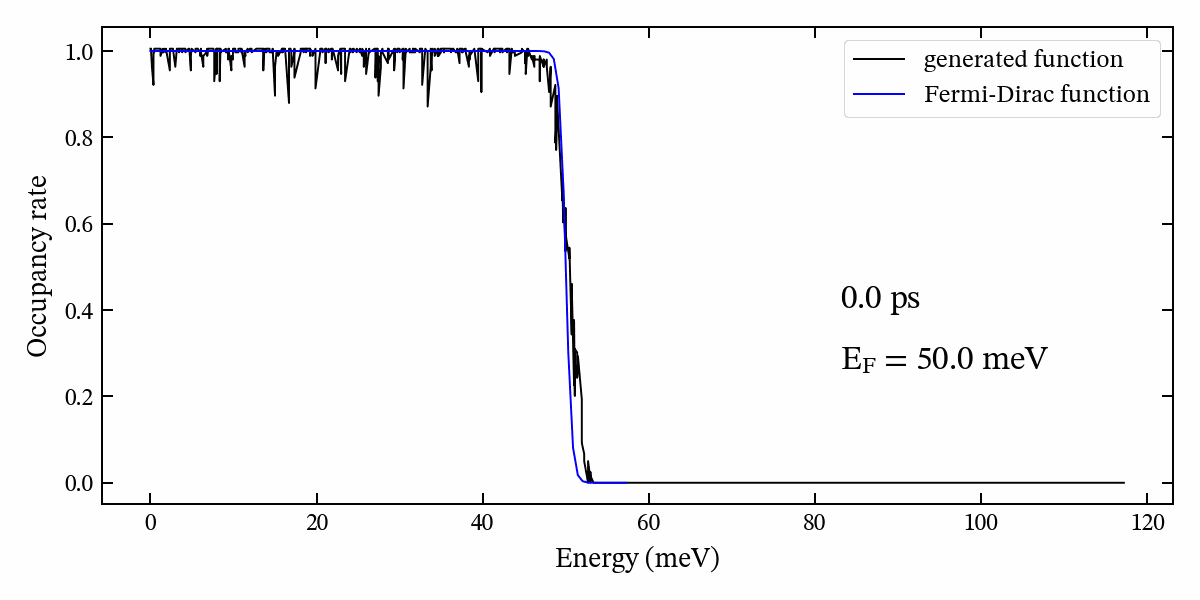 1.0
0.8
0.6
0.4
0.2
0.0
Occupancy rate
generated function
Fermi-Dirac function
0.0 ps
E_F = 50.0 meV
0 20 40 60 80 100 120
Energy (meV)